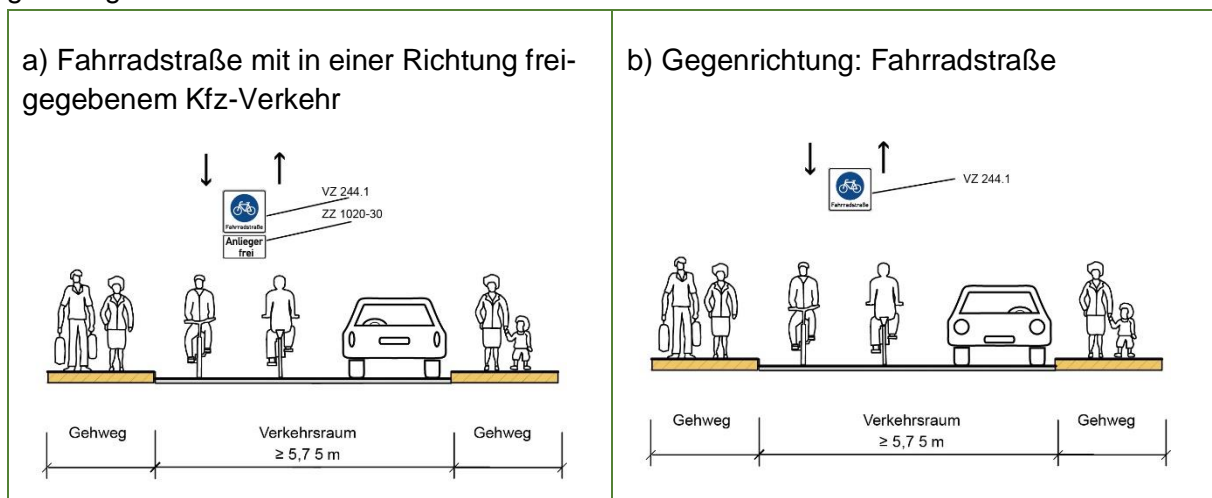 a) Fahrradstraße mit in einer Richtung frei-
gegebenem Kfz-Verkehr
VZ 244.1
ZZ 1020-30
Fahrradstraße
Anlieger
frei
Gehweg
Verkehrsraum
≥ 5,7 5 m
Gehweg
b) Gegenrichtung: Fahrradstraße
VZ 244.1
Fahrradstraße
Gehweg
Verkehrsraum
≥ 5,7 5 m
Gehweg